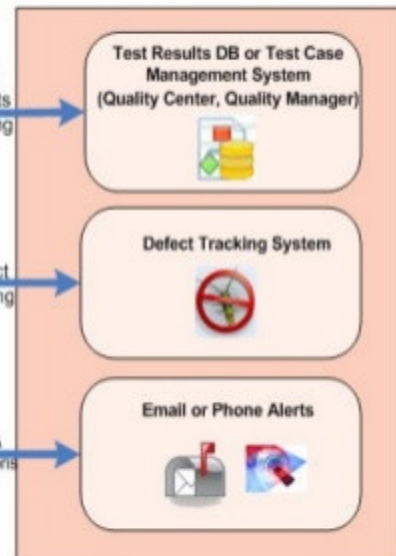 Test Results DB or Test Case
Management System
(Quality Center, Quality Manager)
Defect Tracking System
Email or Phone Alerts